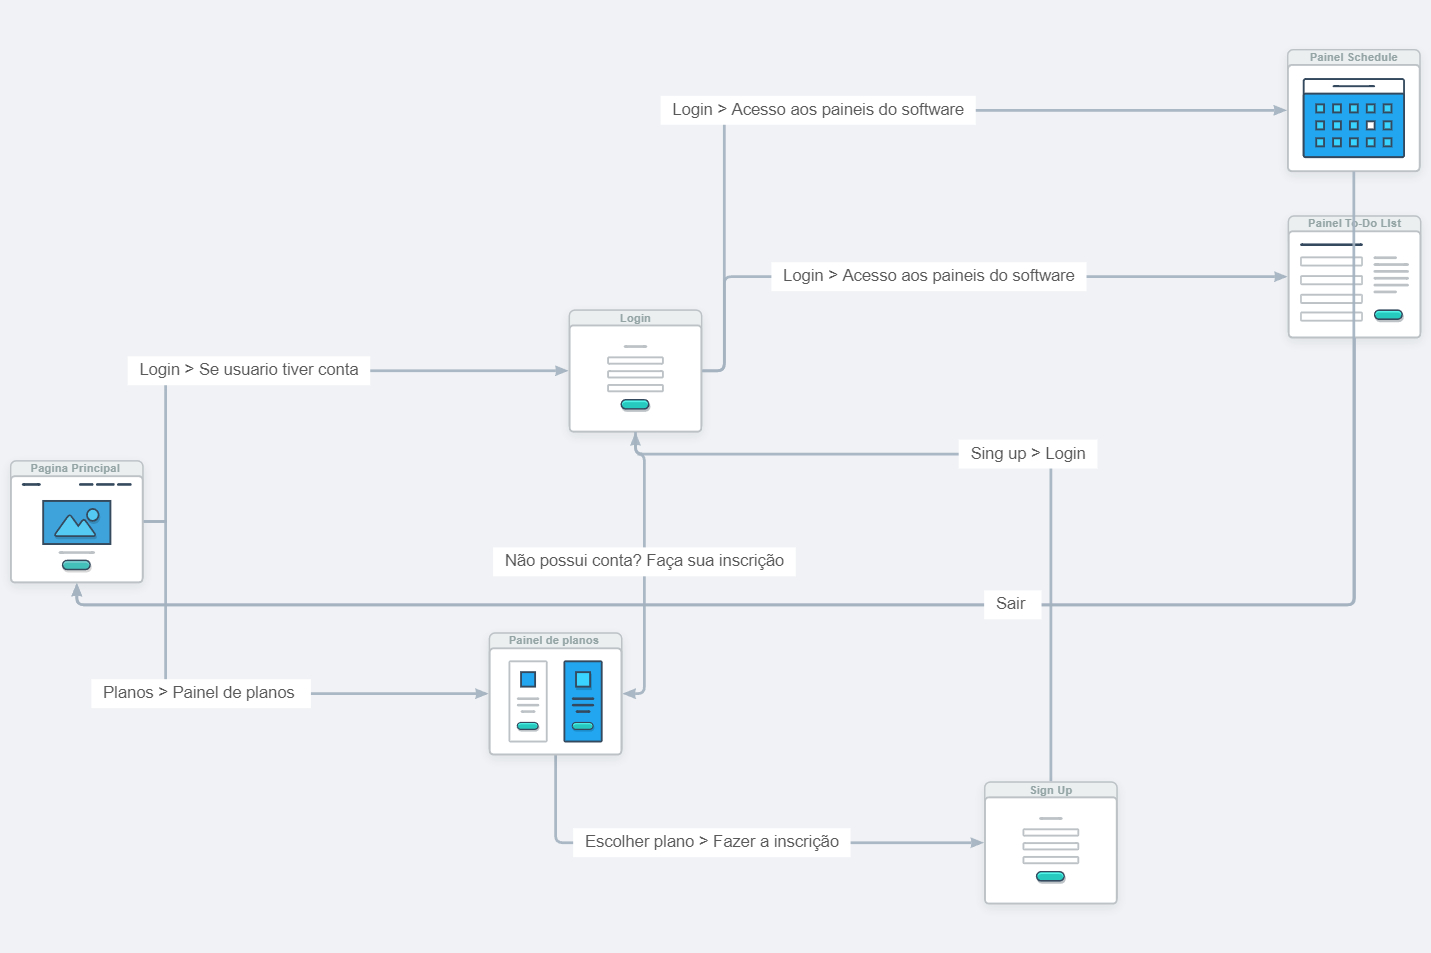 Painel Schedule
Login > Acesso aos paineis do software
Painel To-Do LIst
Login > Acesso aos paineis do software
Login
Login > Se usuario tiver conta
Sing up > Login
Pagina Principal
Não possui conta? Faça sua inscrição
Sair
Painel de planos
Planos > Painel de planos
Sign Up
Escolher plano > Fazer a inscrição